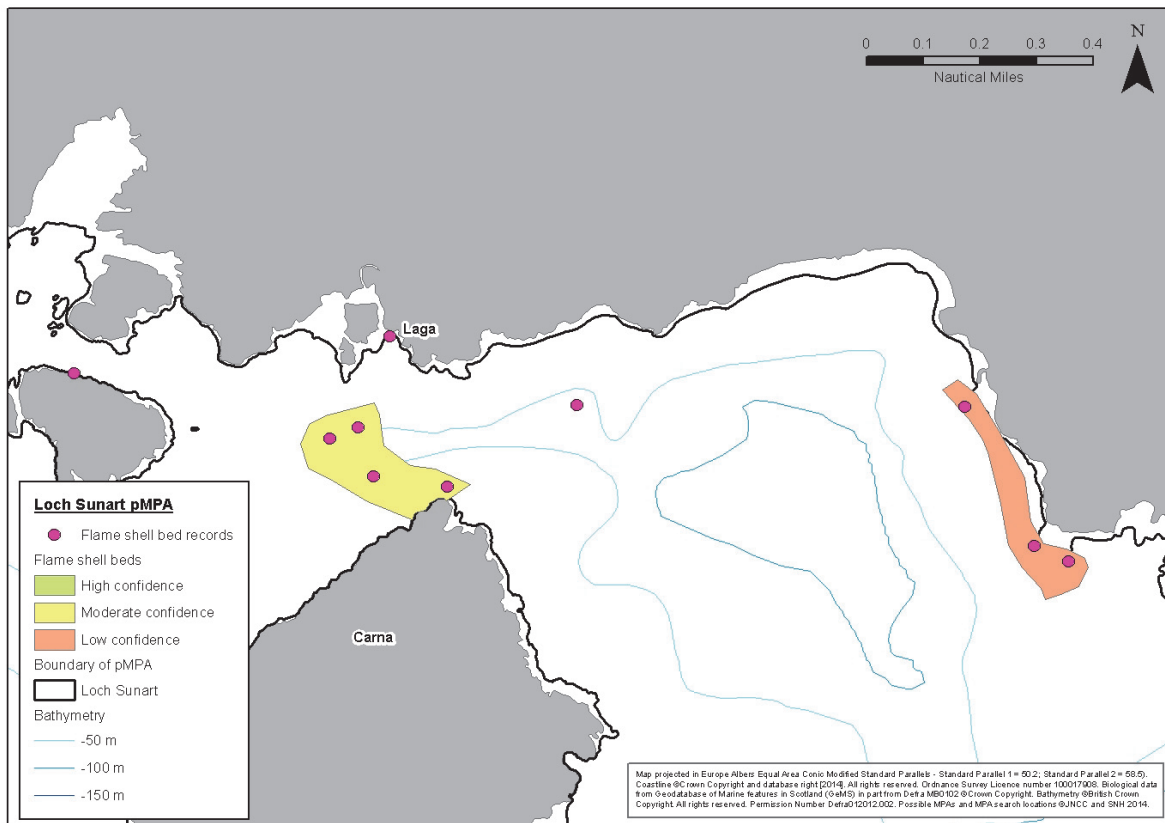 N
0 0.1 0.2 0.3 0.4
Nautical Miles
Laga
Carna
Loch Sunart pMPA
Flame shell bed records
Flame shell beds
High confidence
Moderate confidence
Low confidence
Boundary of pMPA
Loch Sunart
Bathymetry
-50 m
-100 m
-150 m
Map projected in Europe Albers Equal Area Conic Modified Standard Parallels - Standard Parallel 1 = 50.2; Standard Parallel 2 = 58.5).
Coastline ©Crown Copyright and database right [2014]. All rights reserved. Ordnance Survey Licence number 100017908. Biological data
from Geodatabase of Marine features in Scotland (GeMS) in part from Defra MB0102 ©Crown Copyright. Bathymetry ©British Crown
Copyright. All rights reserved. Permission Number Defra012012.002. Possible MPAs and MPA search locations ©JNCC and SNH 2014.